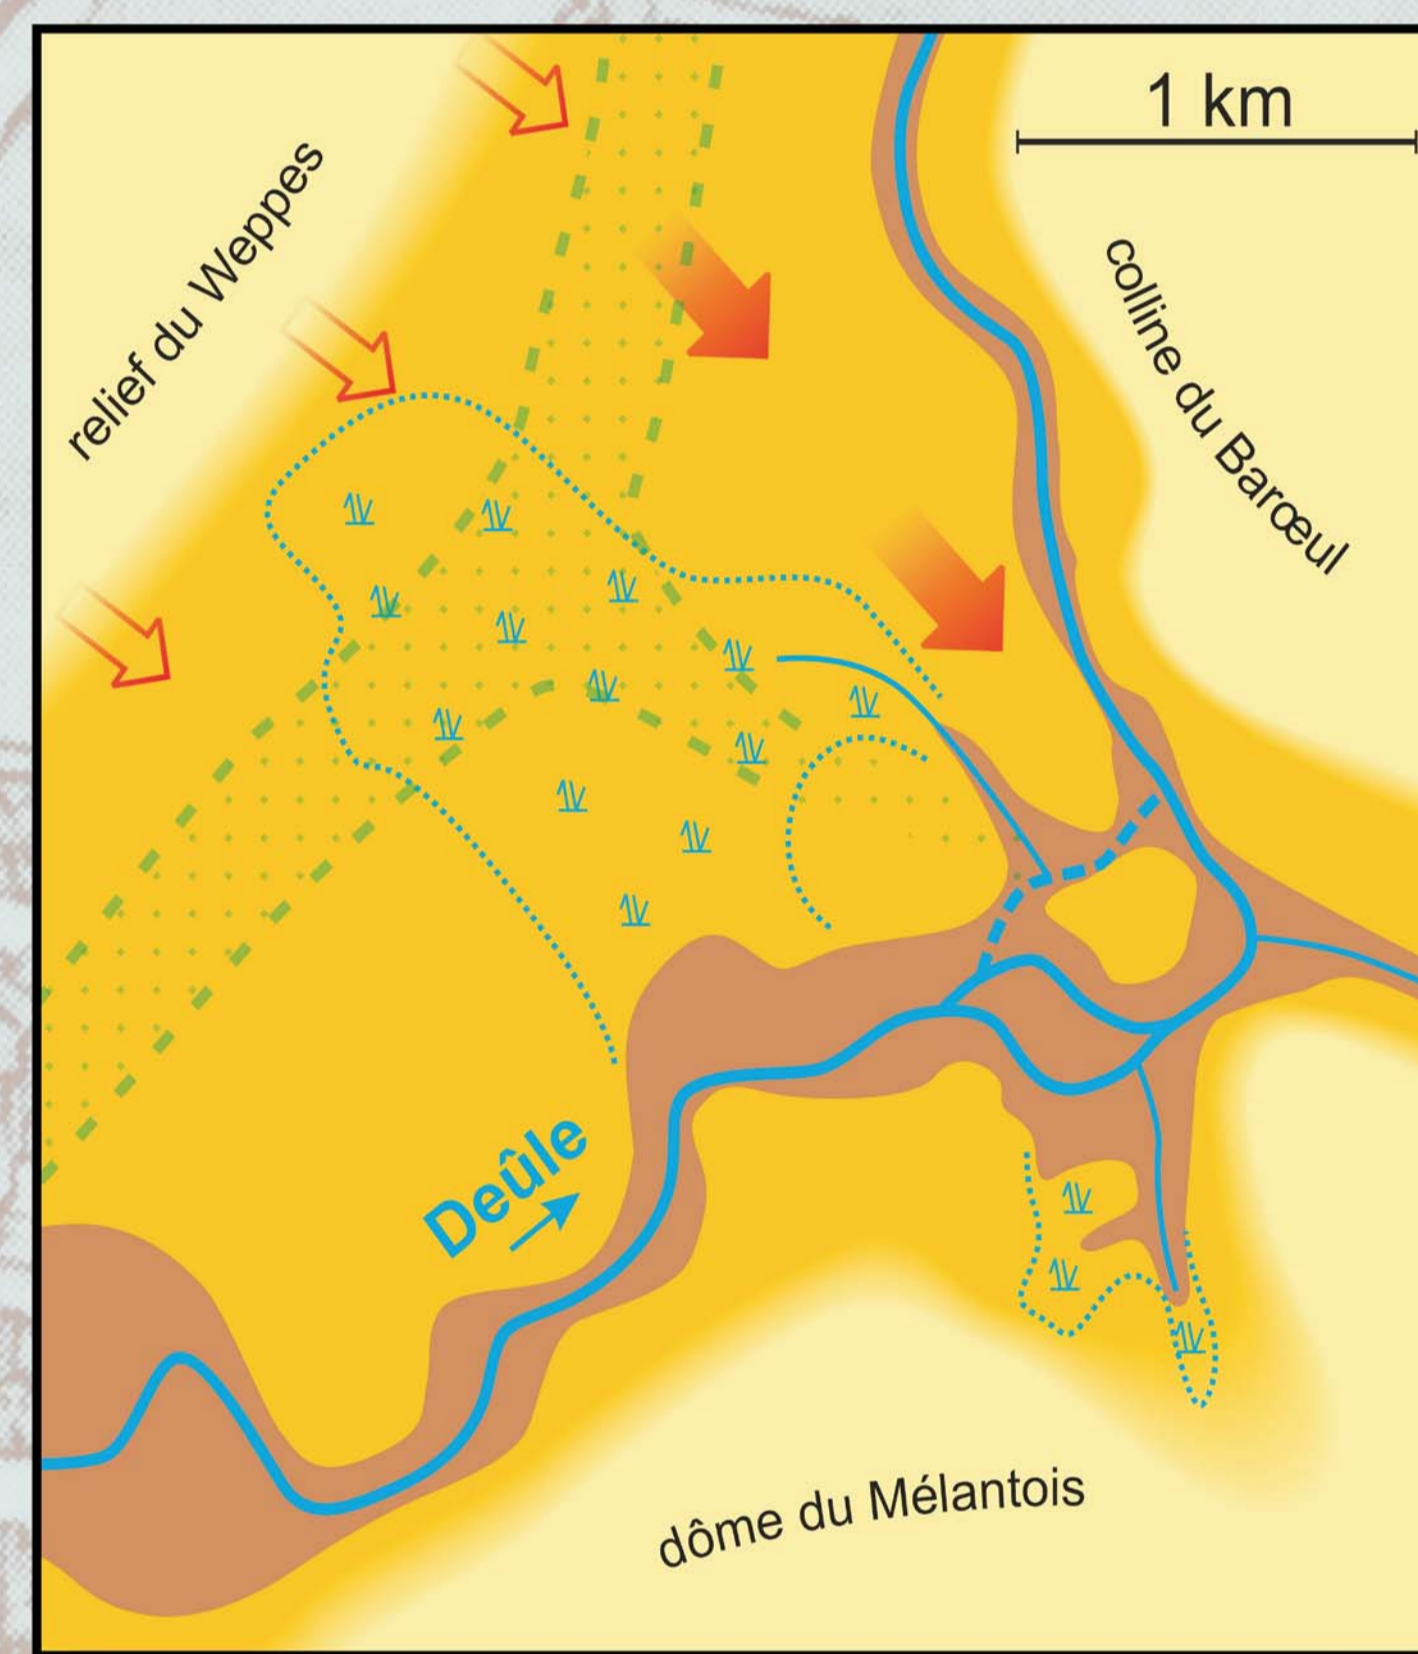 1 km
relief du Weppes
colline du Barœul
Deûle
dôme du Mélantois